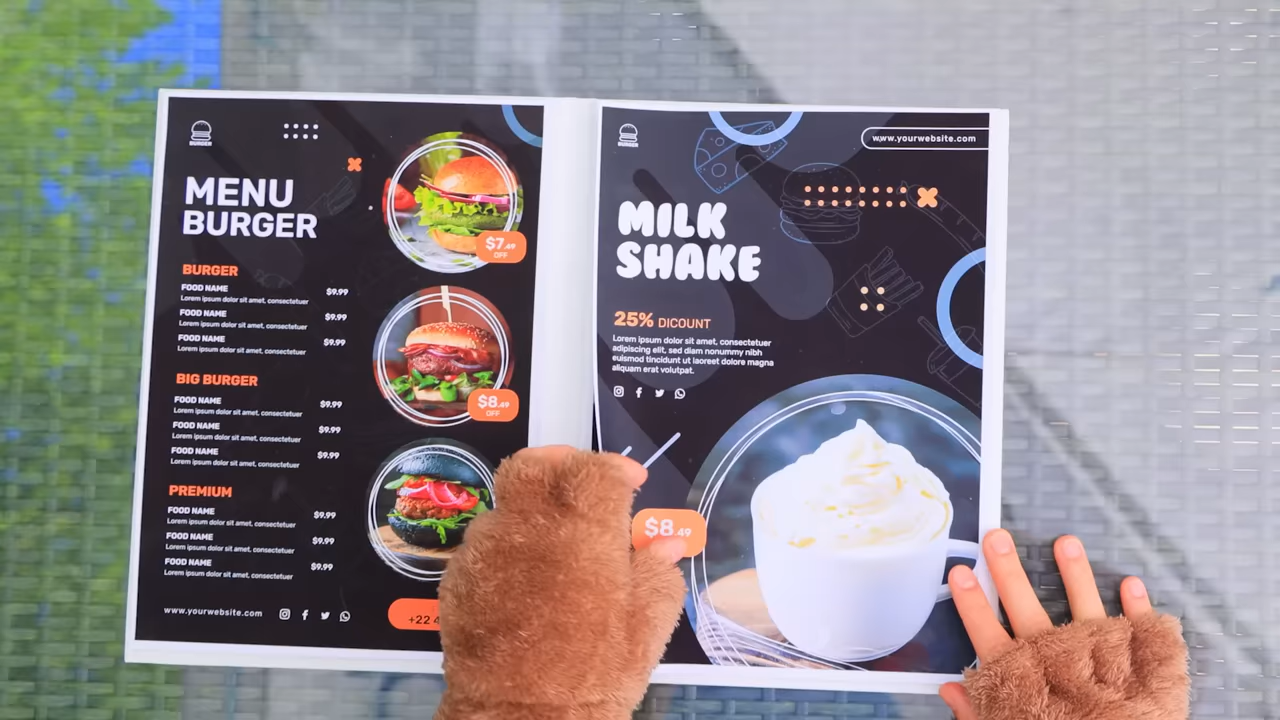 BURGER
MENU
BURGER
BURGER
FOOD NAME
Lorem ipsum dolor sit amet, consectetuer
$9.99
FOOD NAME
Lorem ipsum dolor sit amet, consectetuer
$9.99
FOOD NAME
Lorem ipsum dolor sit amet, consectetuer
$9.99
BIG BURGER
FOOD NAME
Lorem ipsum dolor sit amet, consectetuer
$9.99
FOOD NAME
Lorem ipsum dolor sit amet, consectetuer
$9.99
FOOD NAME
Lorem ipsum dolor sit amet, consectetuer
$9.99
PREMIUM
FOOD NAME
Lorem ipsum dolor sit amet, consectetuer
$9.99
FOOD NAME
Lorem ipsum dolor sit amet, consectetuer
$9.99
FOOD NAME
Lorem ipsum dolor sit amet, consectetuer
$9.99
$7.49
OFF
$8.49
OFF
www.yourwebsite.com
+22 4
BURGER
www.yourwebsite.com
MILK
SHAKE
25% DICOUNT
Lorem ipsum dolor sit amet, consectetuer
adipiscing elit, sed diam nonummy nibh
euismod tincidunt ut laoreet dolore magna
aliquam erat volutpat.
$8.49